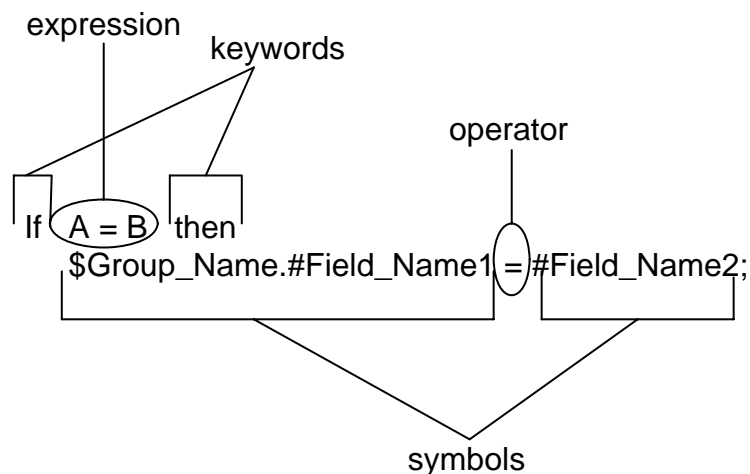 expression
keywords
operator
If A = B then
$Group_Name.#Field_Name1 = #Field_Name2;
symbols